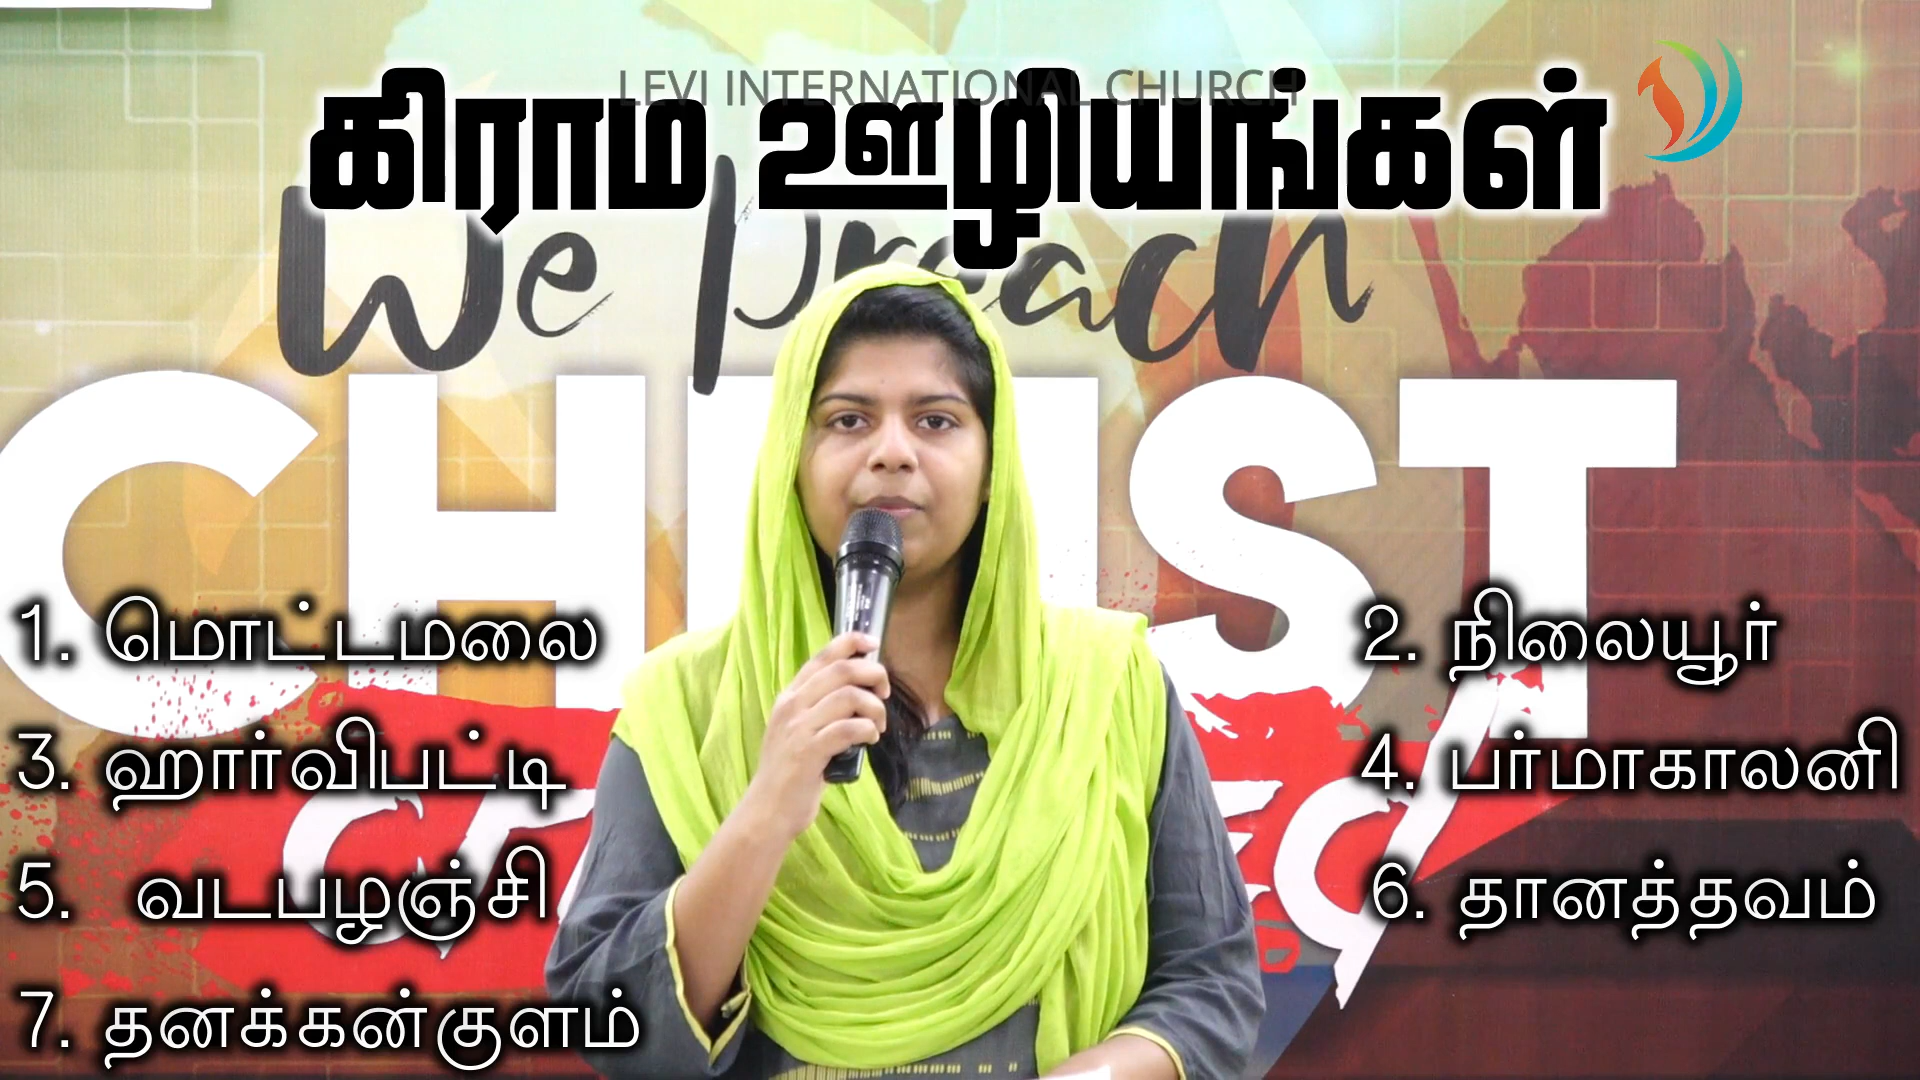 LEVI INTERNATIONAL CHURCH
கிராம ஊழியங்கள்
We Preach
CHRIST
1. மொட்டமலை
2. நிலையூர்
3. ஹார்விபட்டி
4. பர்மாகாலனி
5. வடபழஞ்சி
6. தானத்தவம்
7. தனக்கன்குளம்